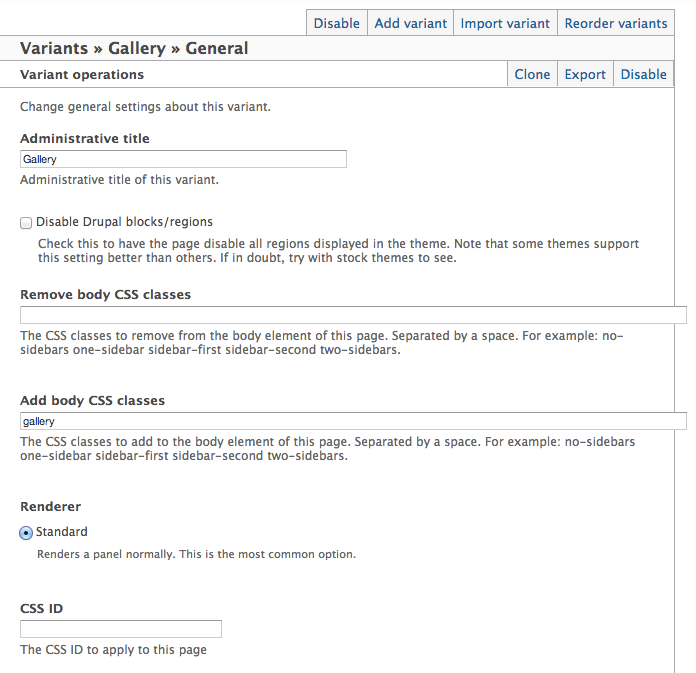 Disable Add variant Import variant Reorder variants
Variants » Gallery » General
Variant operations Clone Export Disable
Change general settings about this variant.
Administrative title
Gallery
Administrative title of this variant.
Disable Drupal blocks/regions
Check this to have the page disable all regions displayed in the theme. Note that some themes support
this setting better than others. If in doubt, try with stock themes to see.
Remove body CSS classes
The CSS classes to remove from the body element of this page. Separated by a space. For example: no-
sidebars one-sidebar sidebar-first sidebar-second two-sidebars.
Add body CSS classes
gallery
The CSS classes to add to the body element of this page. Separated by a space. For example: no-sidebars
one-sidebar sidebar-first sidebar-second two-sidebars.
Renderer
Standard
Renders a panel normally. This is the most common option.
CSS ID
The CSS ID to apply to this page